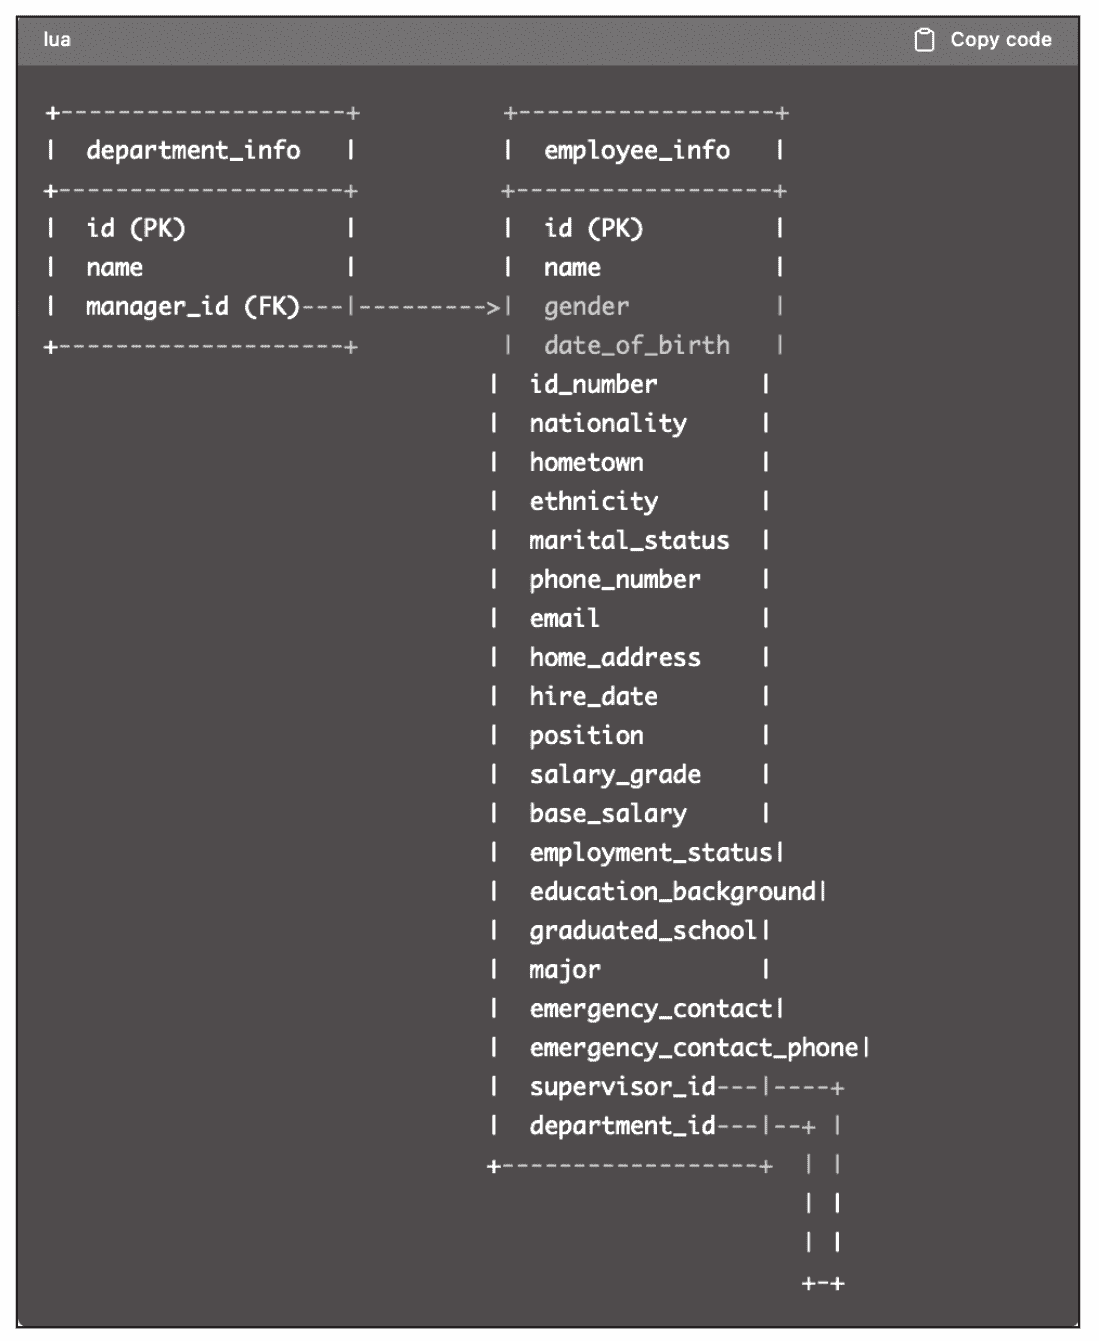 lua Copy code
+--------------------+ +------------------+
| department_info | | employee_info |
+--------------------+ +------------------+
| id (PK) | | id (PK) |
| name | | name |
| manager_id (FK)---|--------->| gender |
+--------------------+ | date_of_birth |
| id_number |
| nationality |
| hometown |
| ethnicity |
| marital_status |
| phone_number |
| email |
| home_address |
| hire_date |
| position |
| salary_grade |
| base_salary |
| employment_status|
| education_background|
| graduated_school|
| major |
| emergency_contact|
| emergency_contact_phone|
| supervisor_id---|----+
| department_id---|--+ |
+------------------+ | |
| |
| |
+-+